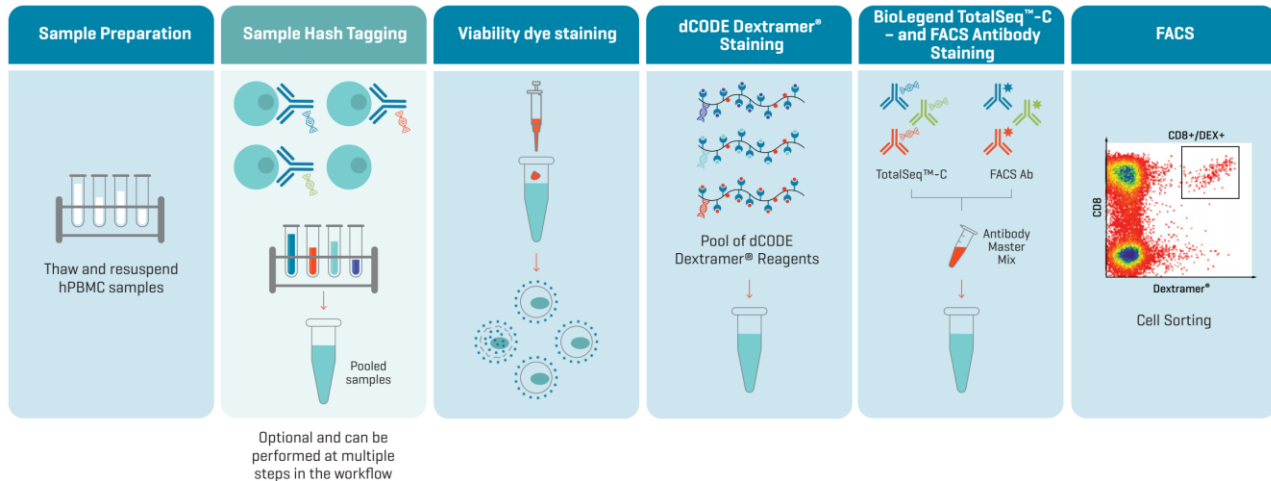 Sample Preparation
Thaw and resuspend
hPBMC samples
Sample Hash Tagging
Pooled
samples
Optional and can be
performed at multiple
steps in the workflow
Viability dye staining
dCODE Dextramer®
Staining
Pool of dCODE
Dextramer® Reagents
BioLegend TotalSeq™-C
– and FACS Antibody
Staining
TotalSeq™-C
FACS Ab
Antibody
Master
Mix
FACS
CD8+/DEX+
CD8
Dextramer®
Cell Sorting